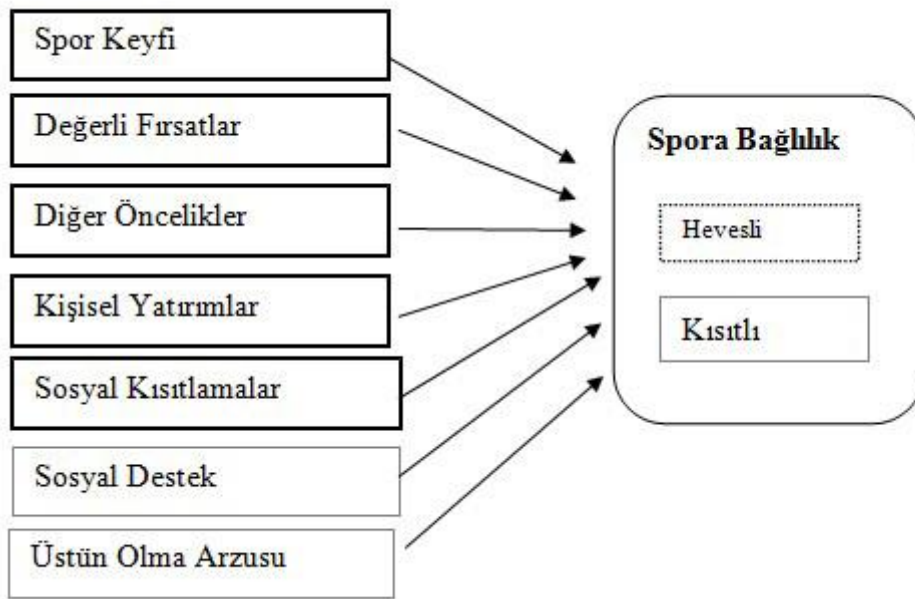 Spor Keyfi
Değerli Fırsatlar
Diğer Öncelikler
Kişisel Yatırımlar
Sosyal Kısıtlamalar
Sosyal Destek
Üstün Olma Arzusu
Spora Bağlılık
Hevesli
Kısıtlı